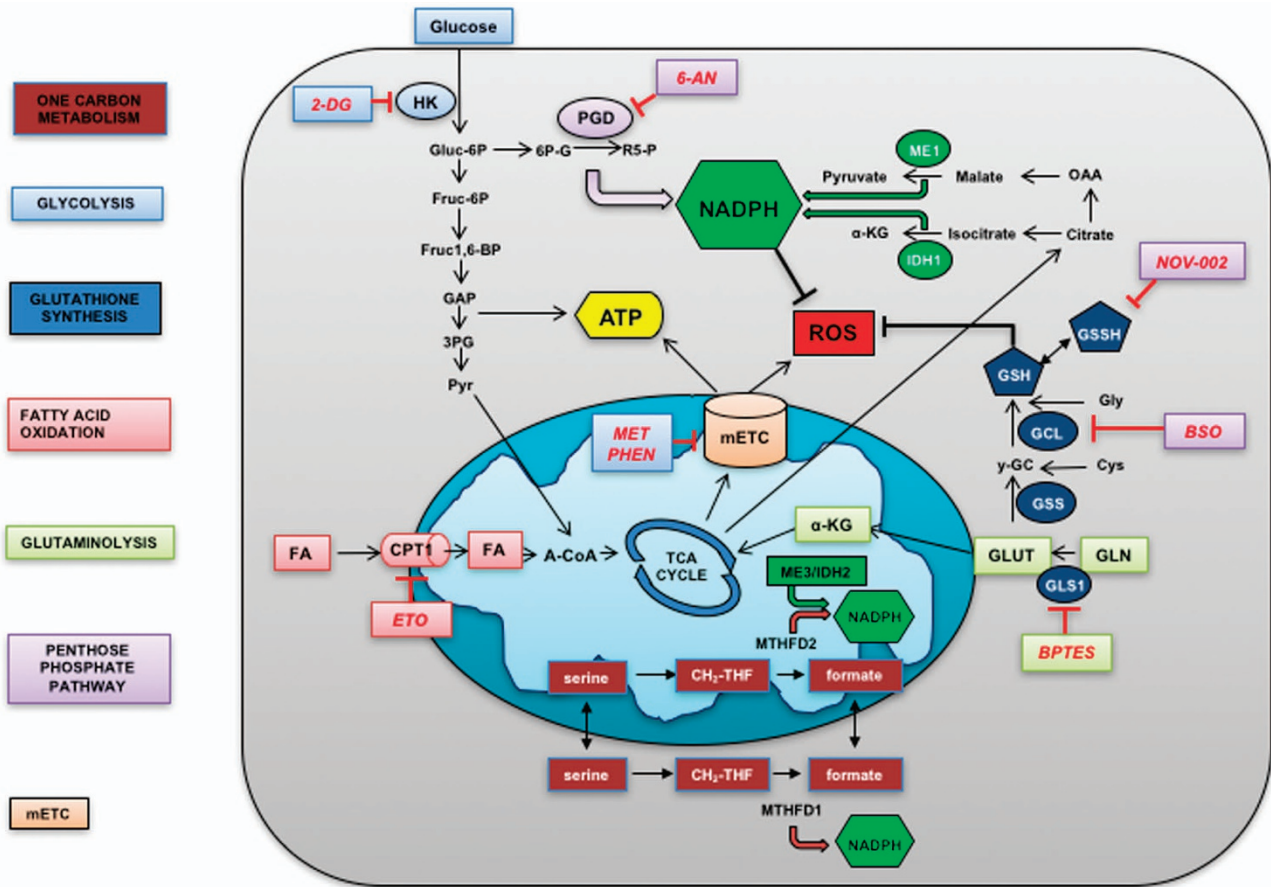 ONE CARBON
METABOLISM
GLYCOLYSIS
GLUTATHIONE
SYNTHESIS
FATTY ACID
OXIDATION
GLUTAMINOLYSIS
PENTHOSE
PHOSPHATE
PATHWAY
mETC
Glucose
2-DG
HK
6-AN
PGD
Gluc-6P
6P-G
R5-P
Fruc-6P
Fruc1,6-BP
GAP
3PG
Pyr
ATP
NADPH
ROS
ME1
Pyruvate
Malate
OAA
α-KG
Isocitrate
Citrate
IDH1
NOV-002
GSSH
GSH
Gly
GCL
BSO
y-GC
Cys
GSS
MET
PHEN
mETC
FA
CPT1
FA
A-CoA
TCA
CYCLE
α-KG
GLUT
GLN
GLS1
BPTES
ETO
ME3/IDH2
NADPH
MTHFD2
serine
CH₂-THF
formate
serine
CH₂-THF
formate
MTHFD1
NADPH